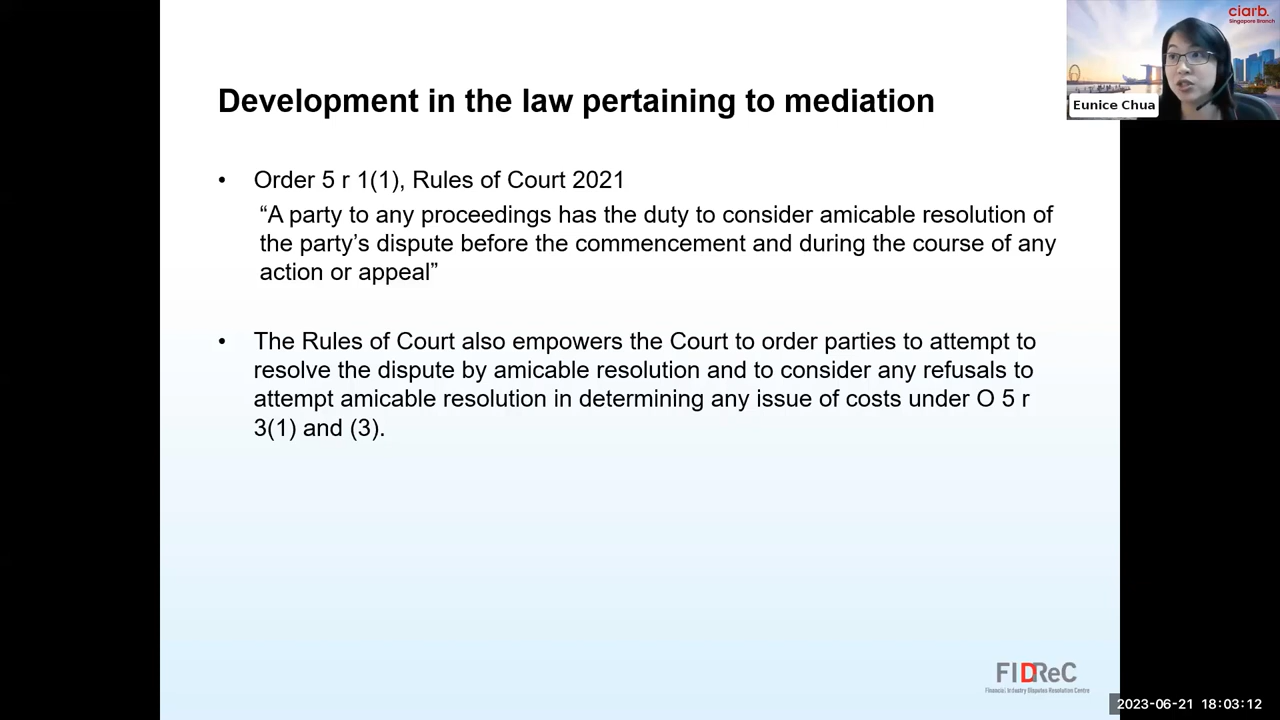 ciarb.
Singapore Branch
Eunice Chua
Development in the law pertaining to mediation
• Order 5 r 1(1), Rules of Court 2021
“A party to any proceedings has the duty to consider amicable resolution of
the party’s dispute before the commencement and during the course of any
action or appeal”
• The Rules of Court also empowers the Court to order parties to attempt to
resolve the dispute by amicable resolution and to consider any refusals to
attempt amicable resolution in determining any issue of costs under O 5 r
3(1) and (3).
FIDReC
Financial Industry Disputes Resolution Centre
2023-06-21 18:03:12